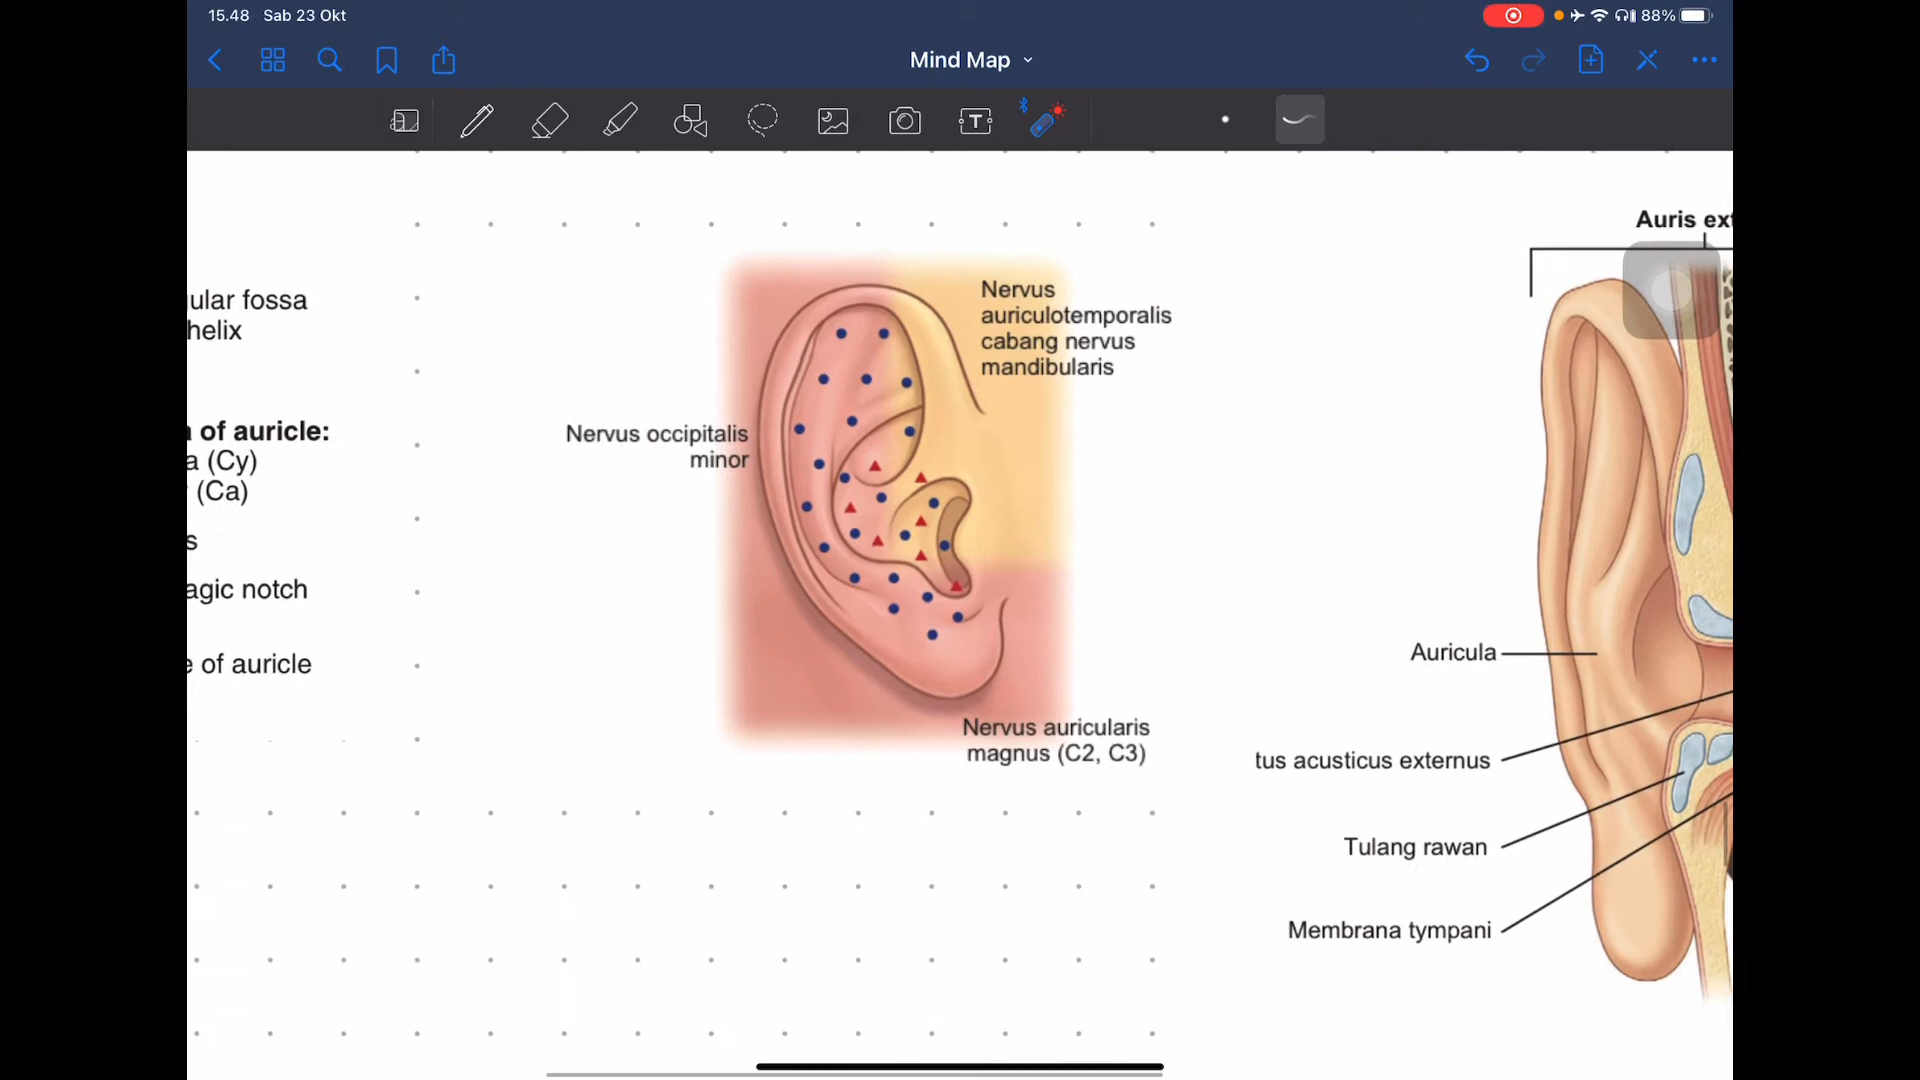 15.48 Sab 23 Okt
88%
Mind Map
T
ular fossa
helix
of auricle:
a (Cy)
(Ca)
s
agic notch
e of auricle
Nervus
auriculotemporalis
cabang nervus
mandibularis
Nervus occipitalis
minor
Nervus auricularis
magnus (C2, C3)
Auris ext
Auricula
tus acusticus externus
Tulang rawan
Membrana tympani